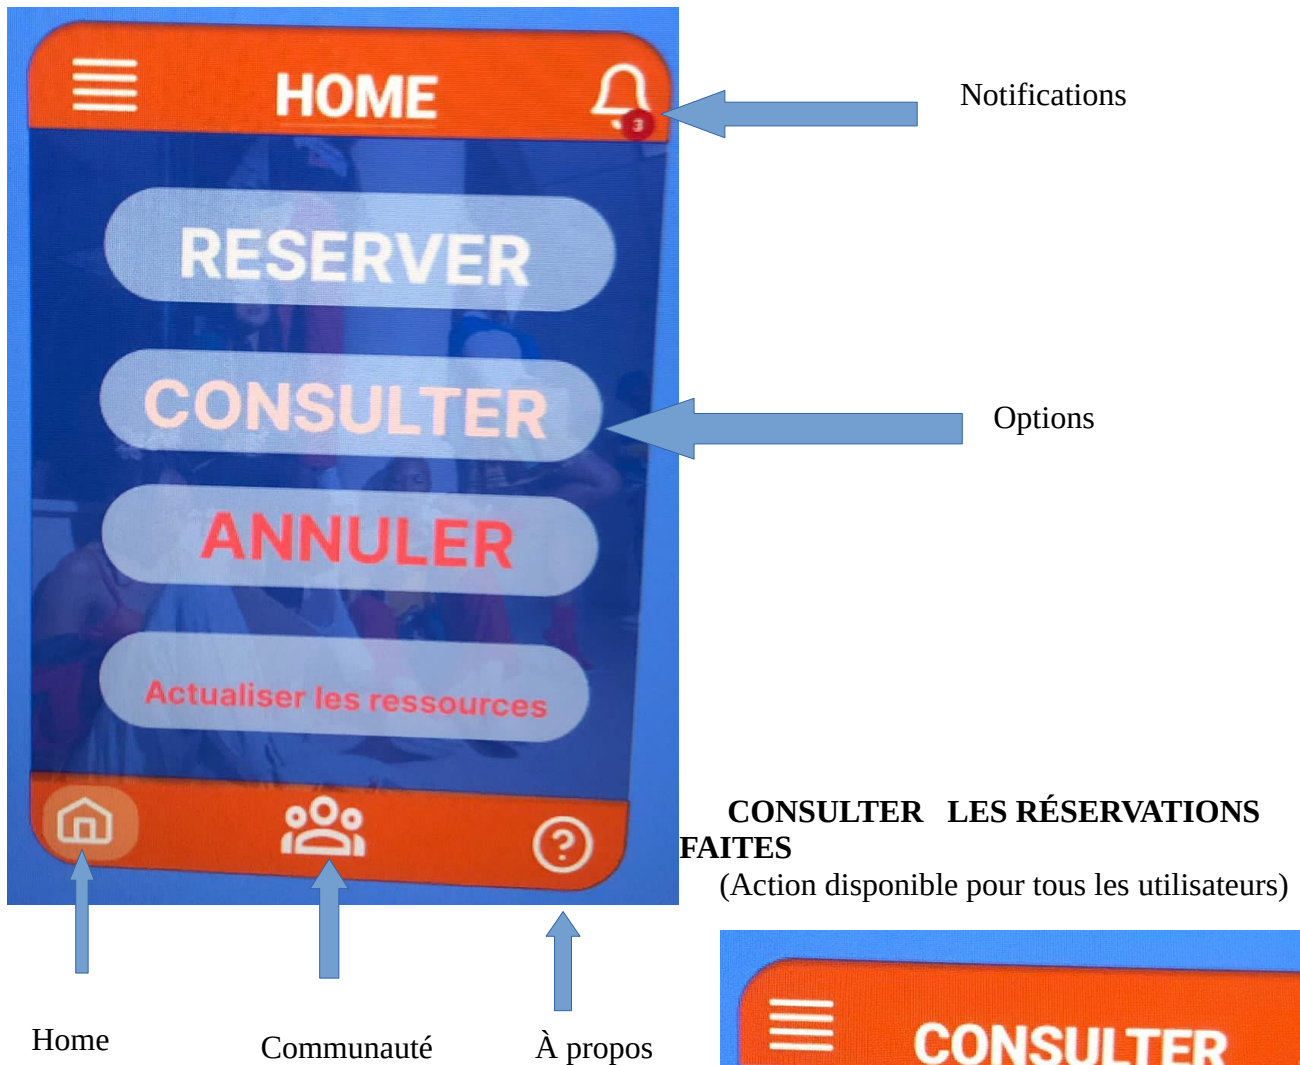 HOME
3
Notifications
RESERVER
CONSULTER
Options
ANNULER
Actualiser les ressources
CONSULTER LES RÉSERVATIONS
FAITES
(Action disponible pour tous les utilisateurs)
Home
Communauté
À propos
CONSULTER